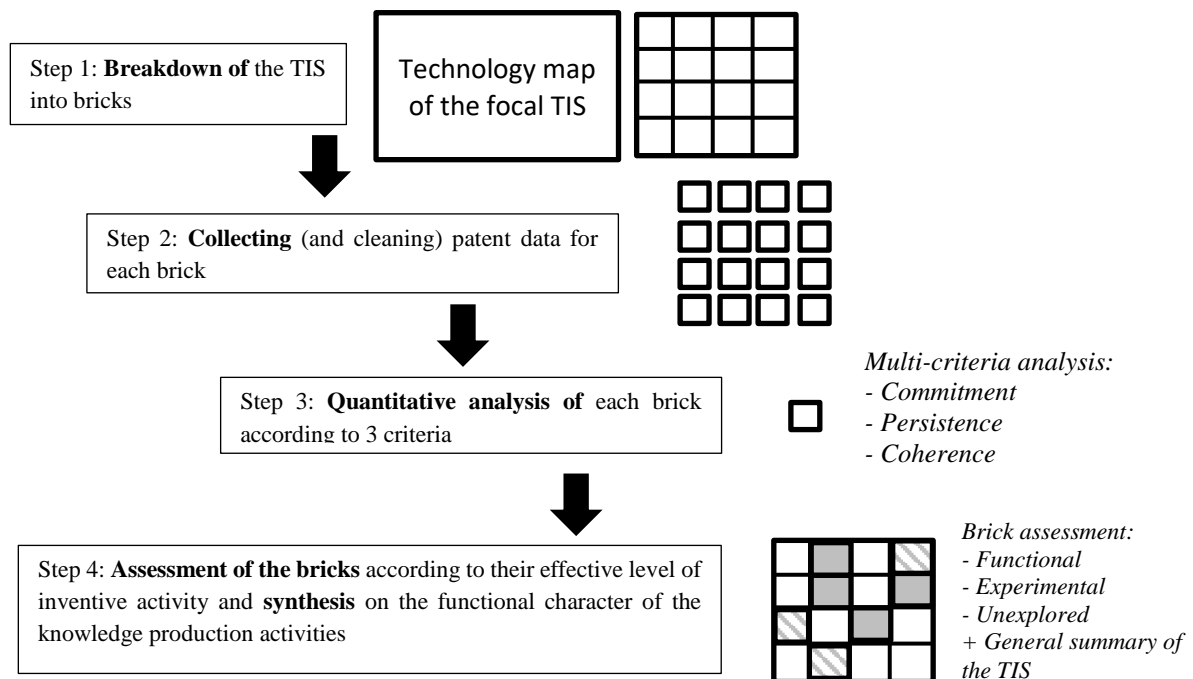 Step 1: Breakdown of the TIS
into bricks
Technology map
of the focal TIS
Step 2: Collecting (and cleaning) patent data for
each brick
Step 3: Quantitative analysis of each brick
according to 3 criteria
Multi-criteria analysis:
- Commitment
- Persistence
- Coherence
Step 4: Assessment of the bricks according to their effective level of
inventive activity and synthesis on the functional character of the
knowledge production activities
Brick assessment:
- Functional
- Experimental
- Unexplored
+ General summary of
the TIS